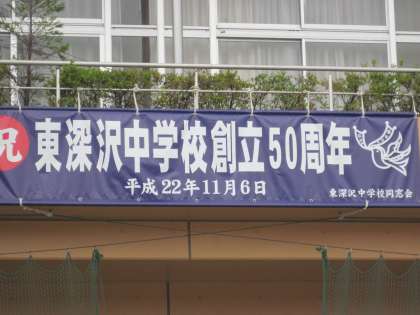 祝 東深沢中学校創立50周年
平成22年11月6日
東深沢中学校同窓会